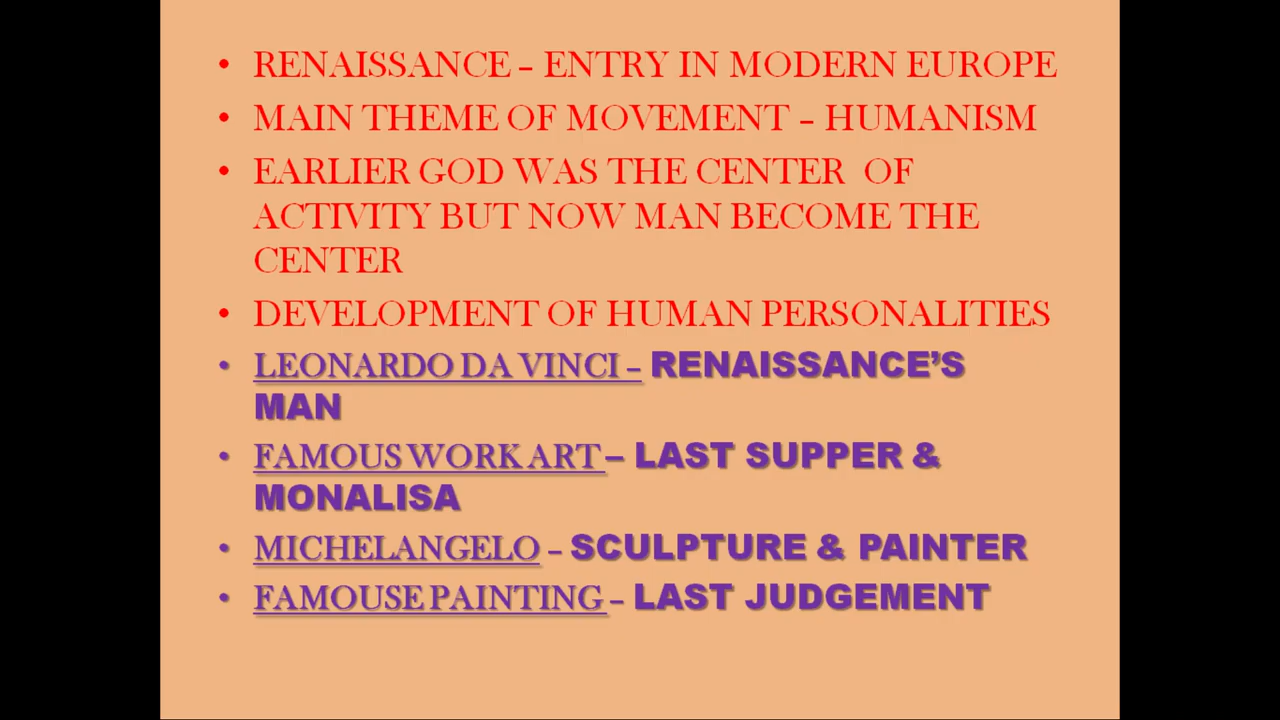 • RENAISSANCE – ENTRY IN MODERN EUROPE
• MAIN THEME OF MOVEMENT – HUMANISM
• EARLIER GOD WAS THE CENTER OF
ACTIVITY BUT NOW MAN BECOME THE
CENTER
• DEVELOPMENT OF HUMAN PERSONALITIES
• LEONARDO DA VINCI – RENAISSANCE’S
MAN
• FAMOUS WORK ART – LAST SUPPER &
MONALISA
• MICHELANGELO – SCULPTURE & PAINTER
• FAMOUSE PAINTING – LAST JUDGEMENT